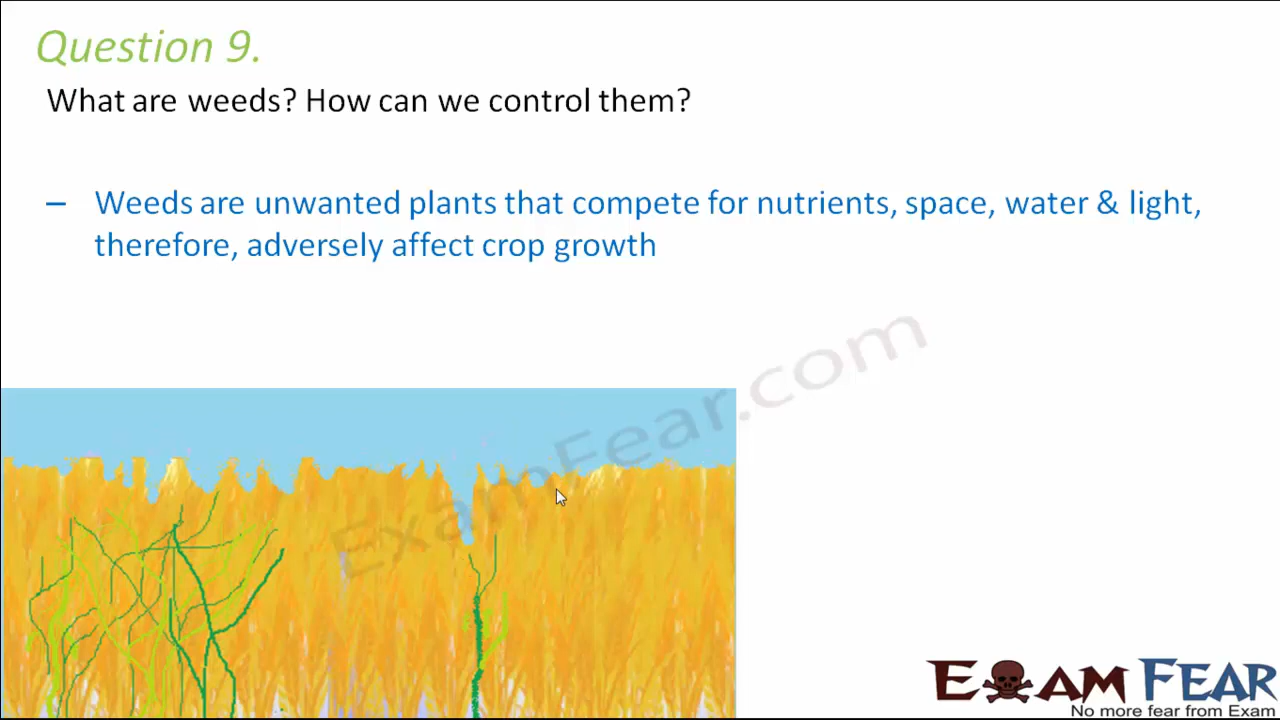 Question 9.
What are weeds? How can we control them?
– Weeds are unwanted plants that compete for nutrients, space, water & light,
therefore, adversely affect crop growth
ExamFear.com
EXAM FEAR
No more fear from Exam